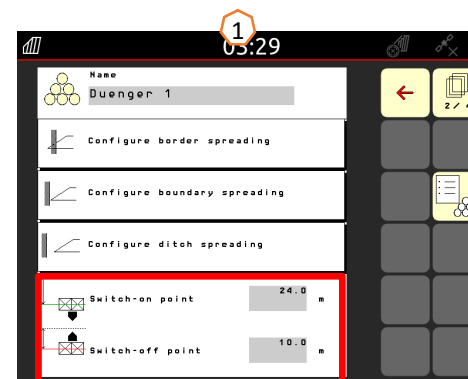 1
05:29
Name
Duenger 1
2/
Configure border spreading
Configure boundary spreading
Configure ditch spreading
Switch-on point 24.0 m
Switch-off point 10.0 m